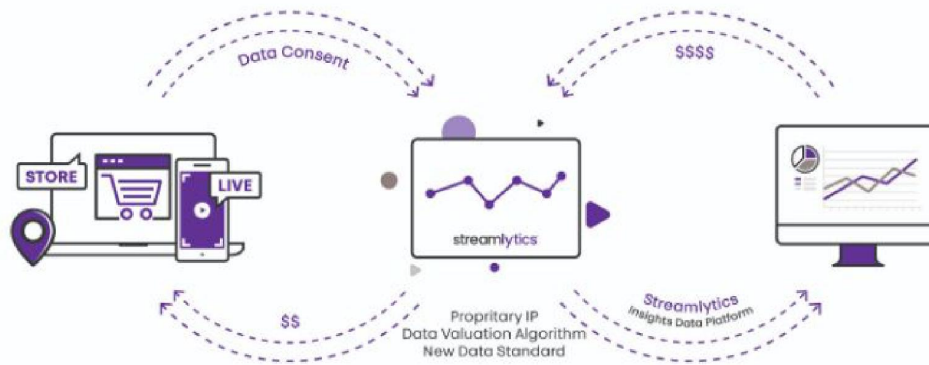 Data Consent
$$$$
STORE
LIVE
streamlytics
$$
Propritary IP
Data Valuation Algorithm
New Data Standard
Streamlytics
Insights Data Platform